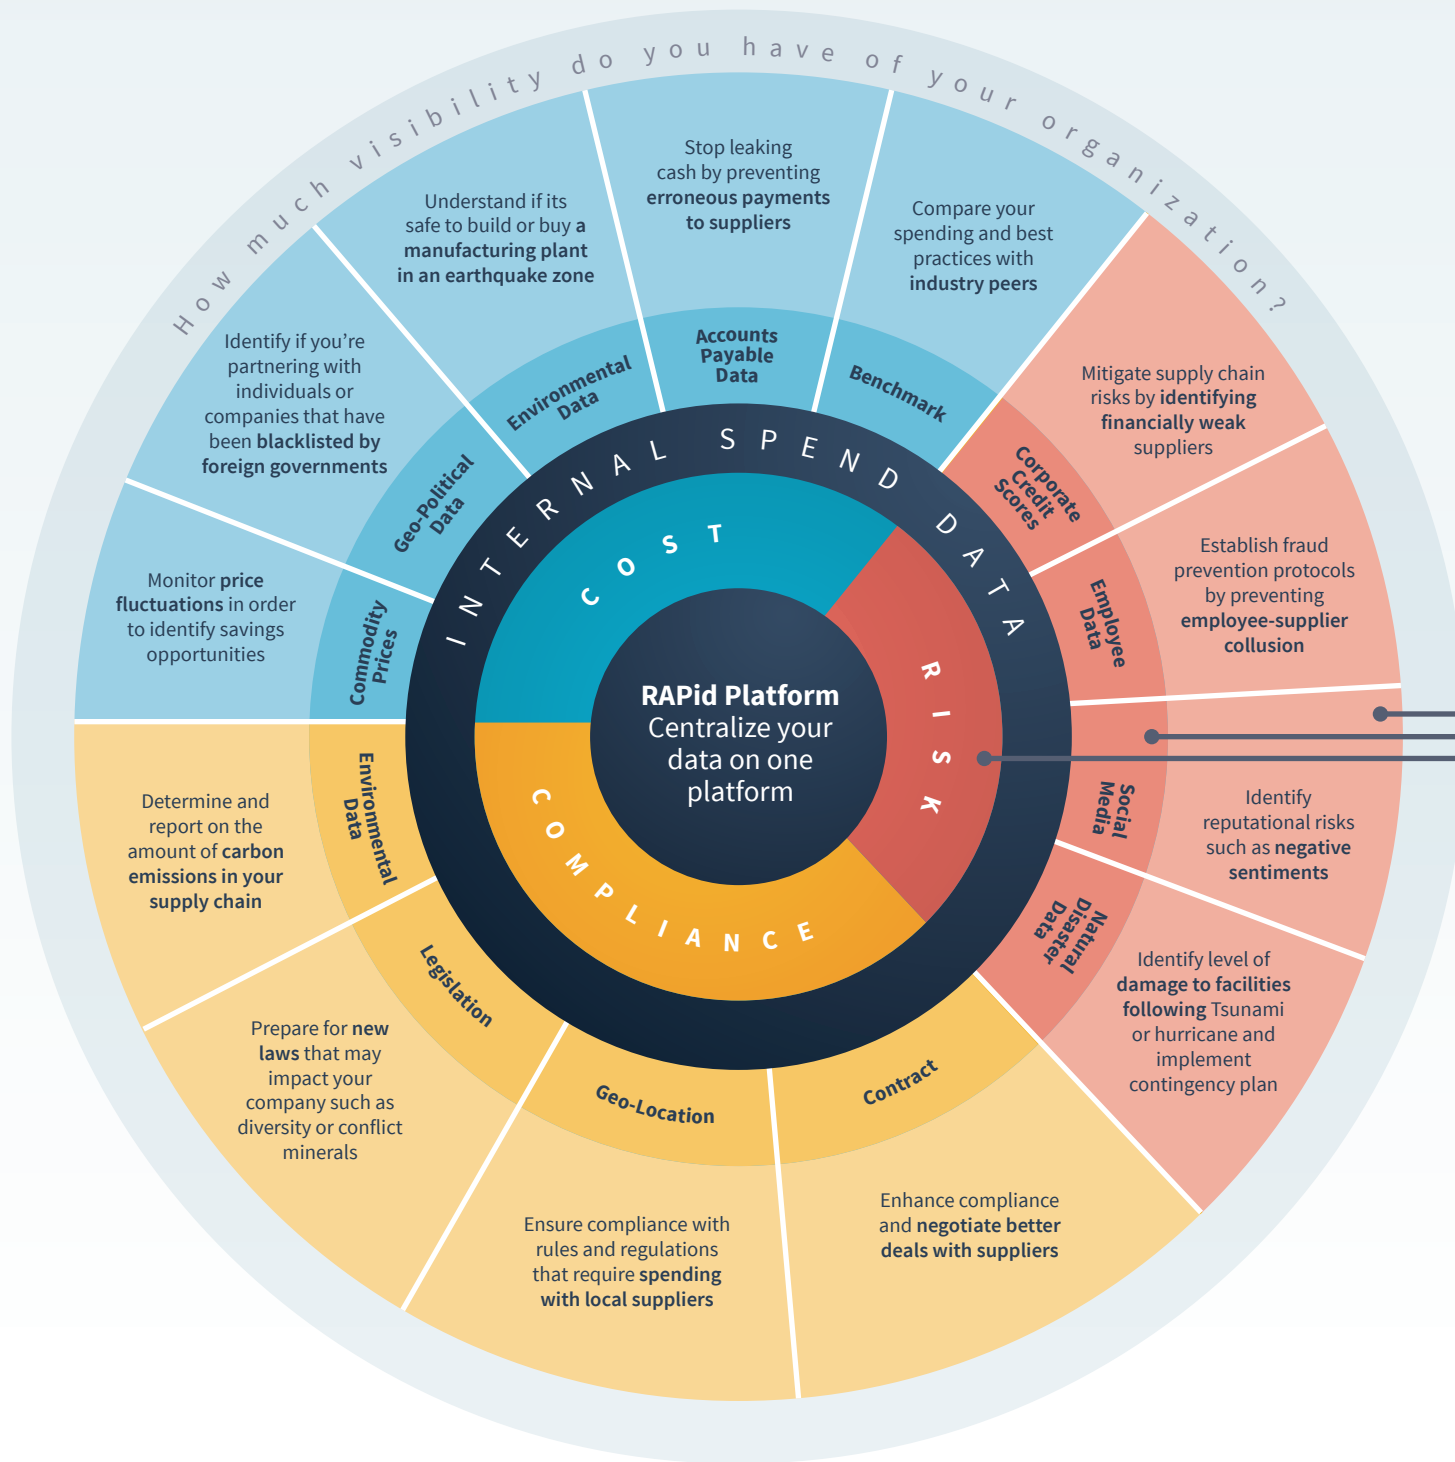 How much visibility do you have of your organization?
Stop leaking
cash by preventing
erroneous payments
to suppliers
Accounts
Payable
Data
Compare your
spending and best
practices with
industry peers
Benchmark
Mitigate supply chain
risks by identifying
financially weak
suppliers
Corporate
Credit
Scores
Establish fraud
prevention protocols
by preventing
employee-supplier
collusion
Employee
Data
Identify
reputational risks
such as negative
sentiments
Social
Media
Identify level of
damage to facilities
following Tsunami
or hurricane and
implement
contingency plan
Natural
Disaster
Data
Contract
Enhance compliance
and negotiate better
deals with suppliers
Geo-Location
Ensure compliance with
rules and regulations
that require spending
with local suppliers
Legislation
Prepare for new
laws that may
impact your
company such as
diversity or conflict
minerals
Environmental
Data
Determine and
report on the
amount of carbon
emissions in your
supply chain
Commodity
Prices
Monitor price
fluctuations in order
to identify savings
opportunities
Geo-Political
Data
Identify if you’re
partnering with
individuals or
companies that have
been blacklisted by
foreign governments
Environmental
Data
Understand if its
safe to build or buy a
manufacturing plant
in an earthquake zone
INTERNAL SPEND DATA
COST
RISK
COMPLIANCE
RAPid Platform
Centralize your
data on one
platform